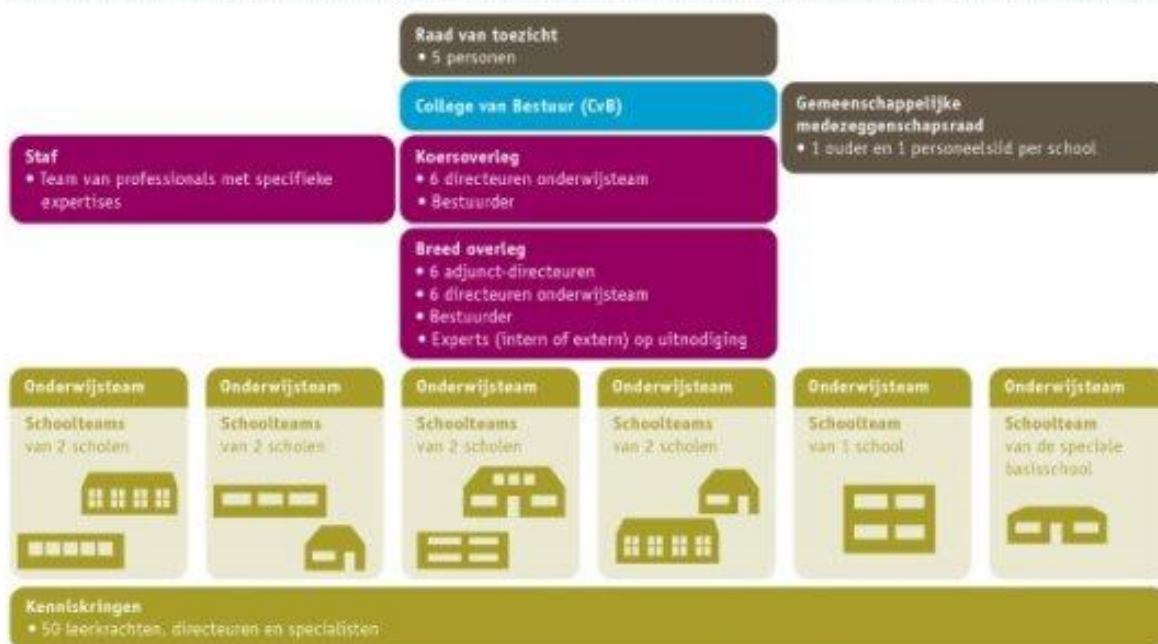 Raad van toezicht
• 5 personen
College van Bestuur (CvB)
Gemeenschappelijke
medezeggenschapsraad
• 1 ouder en 1 personeelslid per school
Staf
• Team van professionals met specifieke
expertises
Koersoverleg
• 6 directeuren onderwijsteam
• Bestuurder
Breed overleg
• 6 adjunct-directeuren
• 6 directeuren onderwijsteam
• Bestuurder
• Experts (intern of extern) op uitnodiging
Onderwijsteam
Schoolteams
van 2 scholen
Onderwijsteam
Schoolteams
van 2 scholen
Onderwijsteam
Schoolteams
van 2 scholen
Onderwijsteam
Schoolteams
van 2 scholen
Onderwijsteam
Schoolteam
van 1 school
Onderwijsteam
Schoolteam
van de speciale
basisschool
Kenniskringen
• 50 leerkrachten, directeuren en specialisten